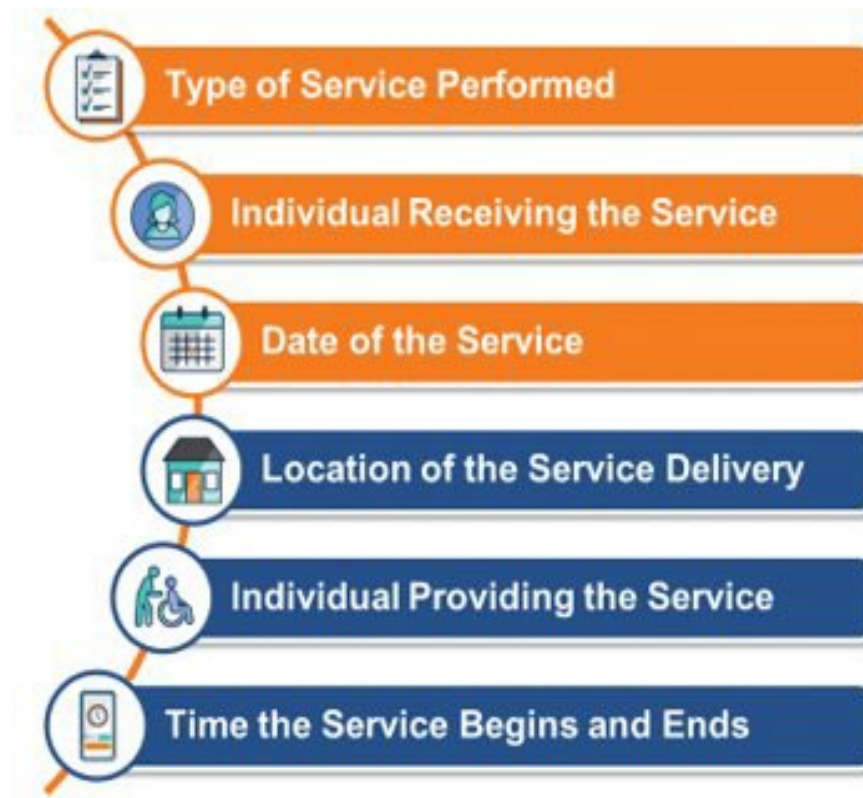 Type of Service Performed
Individual Receiving the Service
Date of the Service
Location of the Service Delivery
Individual Providing the Service
Time the Service Begins and Ends